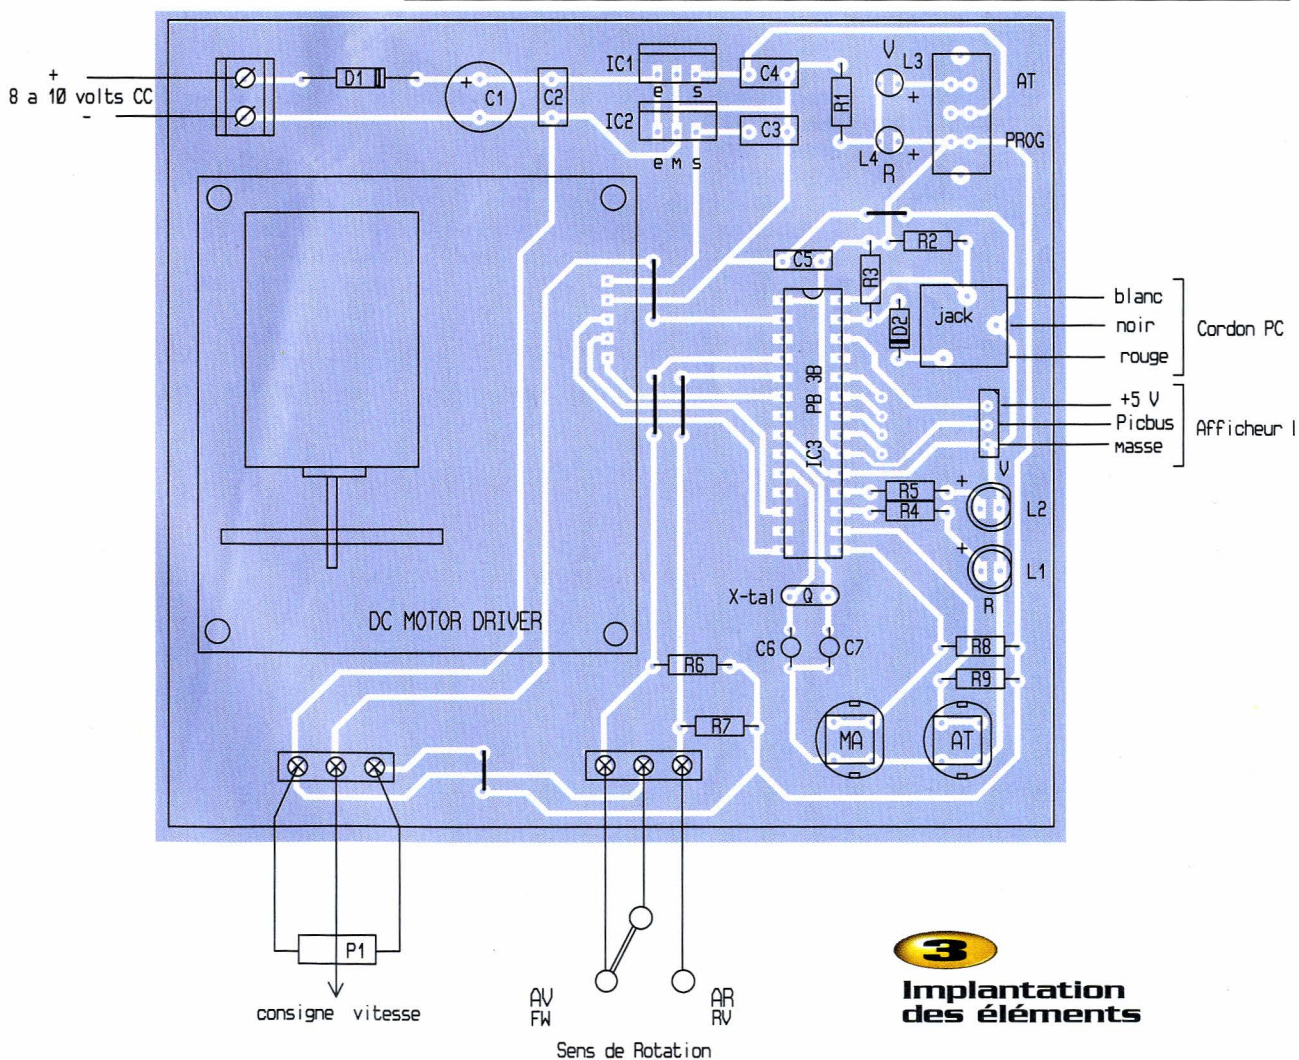 IC1
e
s
IC2
e M s
+
8 a 10 volts CC
-
D1
+
C1
C2
C4
C3
R1
V
L3
+
AT
PROG
L4
+
R
R2
C5
R3
D2
jack
blanc
noir
rouge
Cordon PC
+5 V
Picbus
masse
Afficheur
PB 3B
IC3
V
+
R5
R4
L2
+
L1
R
X-tal
Q
C6
C7
DC MOTOR DRIVER
R6
R7
R8
R9
MA
AT
P1
consigne vitesse
AV
FW
AR
RV
Sens de Rotation
3
Implantation
des éléments